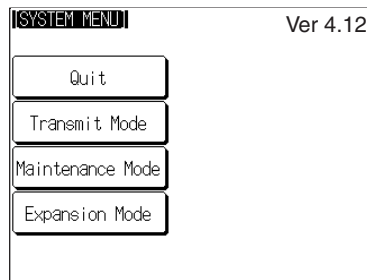 [SYSTEM MENU]
Ver 4.12
Quit
Transmit Mode
Maintenance Mode
Expansion Mode